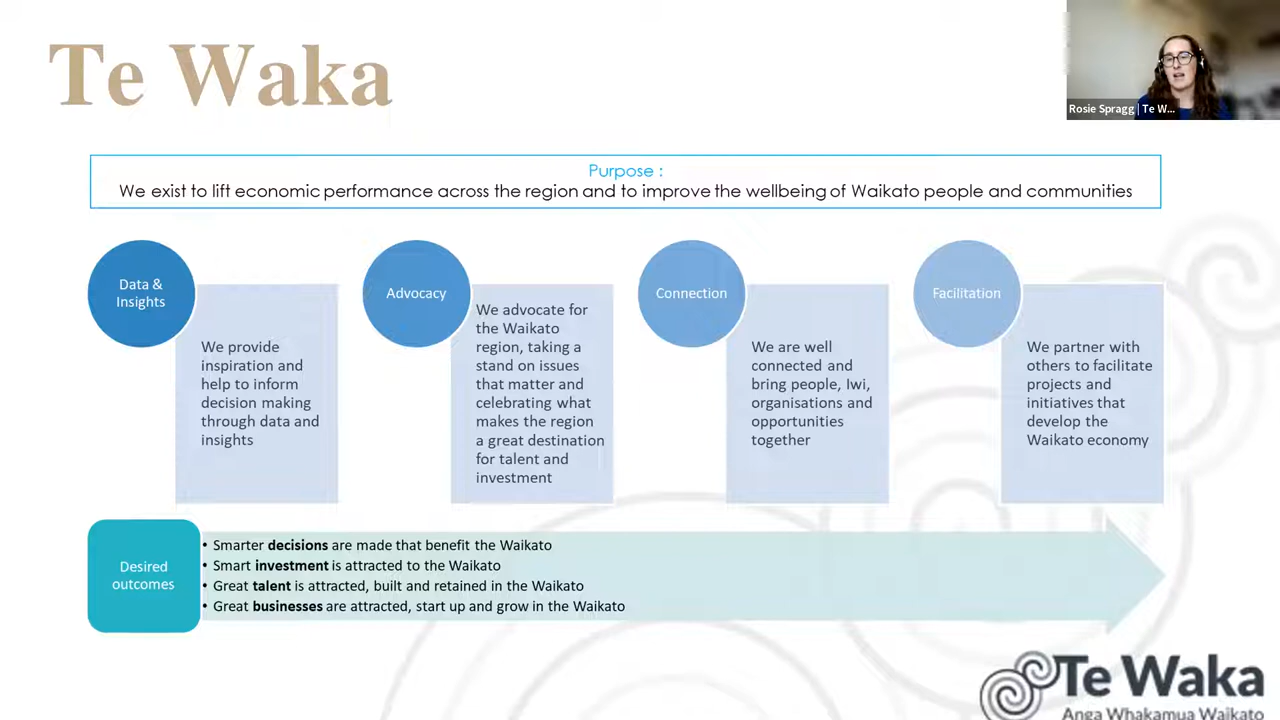 Te Waka
Rosie Spragg | Te W...
Purpose :
We exist to lift economic performance across the region and to improve the wellbeing of Waikato people and communities
Data &
Insights
We provide
inspiration and
help to inform
decision making
through data and
insights
Advocacy
We advocate for
the Waikato
region, taking a
stand on issues
that matter and
celebrating what
makes the region
a great destination
for talent and
investment
Connection
We are well
connected and
bring people, Iwi,
organisations and
opportunities
together
Facilitation
We partner with
others to facilitate
projects and
initiatives that
develop the
Waikato economy
Desired
outcomes
• Smarter decisions are made that benefit the Waikato
• Smart investment is attracted to the Waikato
• Great talent is attracted, built and retained in the Waikato
• Great businesses are attracted, start up and grow in the Waikato
Te Waka
Anga Whakamua Waikato